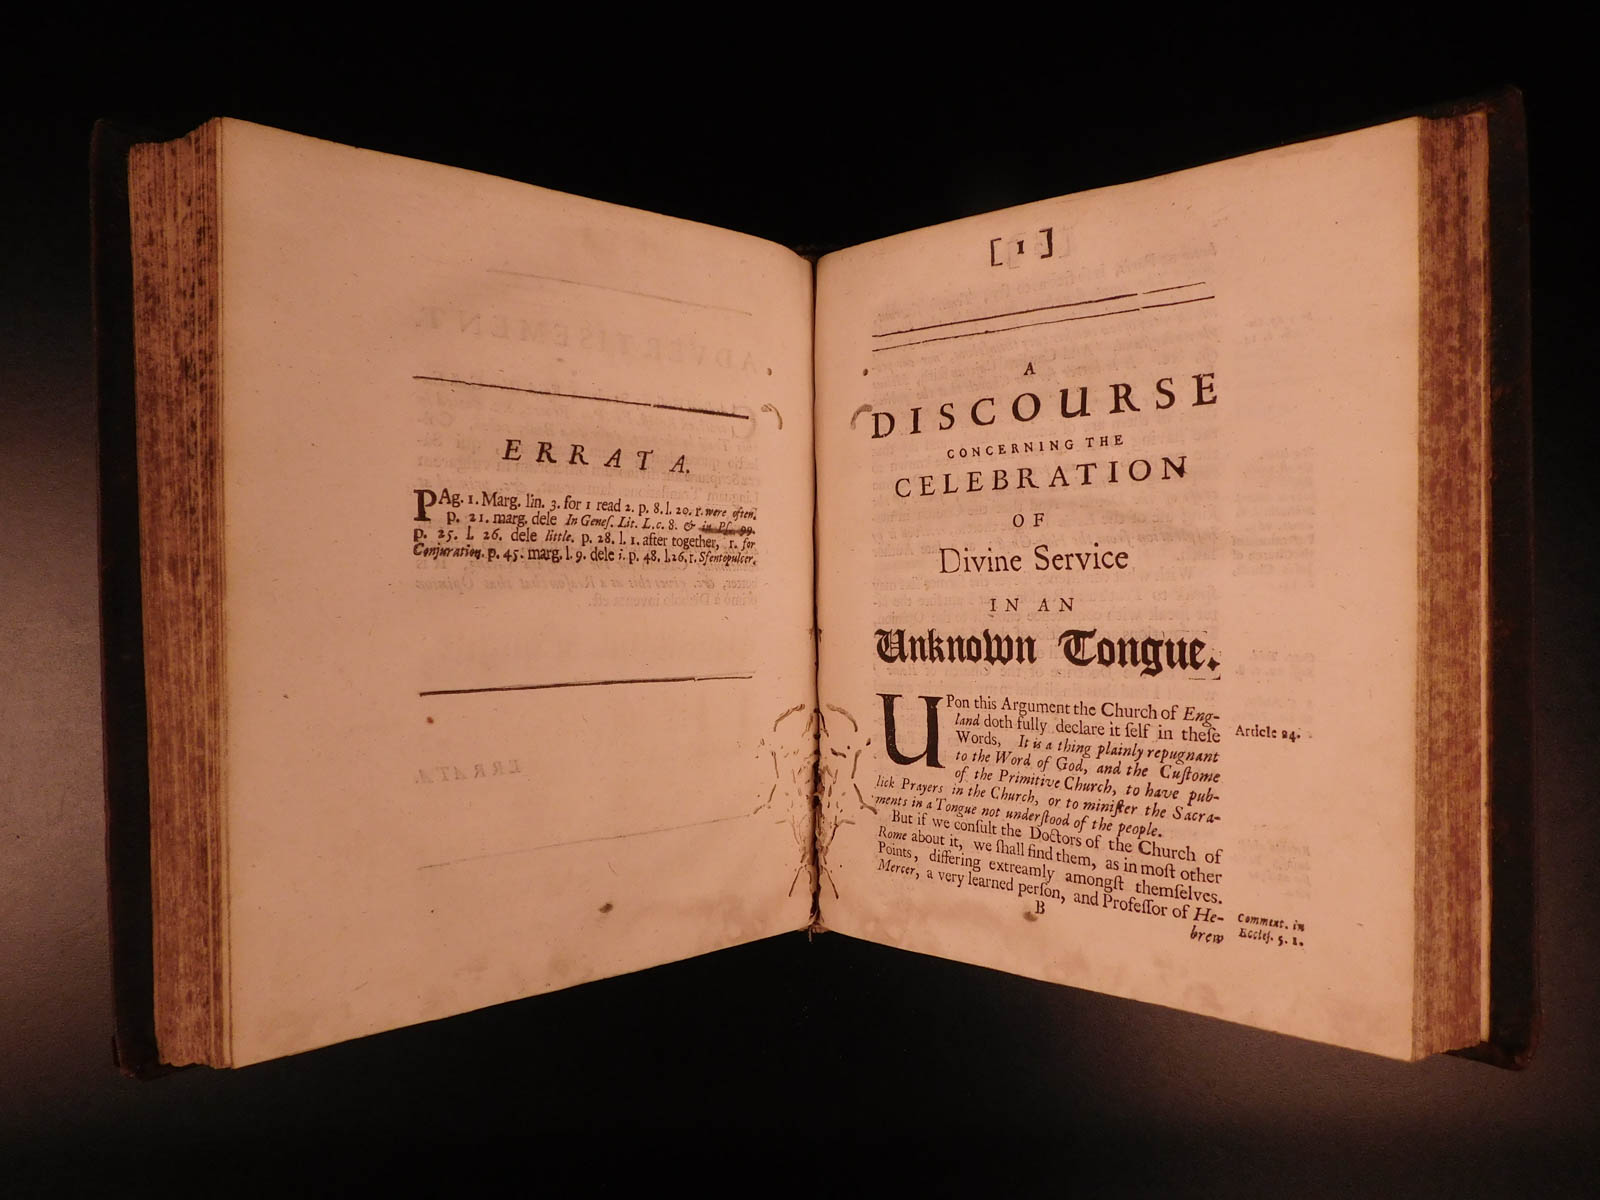 ERRATA.
PAg. 1. Marg. lin. 3. for 1 read 2. p. 8. l. 20. r. were often.
p. 21. marg. dele In Geneſ. Lit. L. c. 8. & in Pſ. 99.
p. 25. l. 26. dele little. p. 28. l. 1. after together, r. for
Conjuration. p. 45. marg. l. 9. dele i. p. 48. l.26, r. Sfentopulcer.
[ 1 ]
A
DISCOURSE
CONCERNING THE
CELEBRATION
OF
Divine Service
IN AN
Unknown Tongue.
UPon this Argument the Church of Eng-
land doth fully declare it ſelf in theſe
Words, It is a thing plainly repugnant
to the Word of God, and the Cuſtome
of the Primitive Church, to have pub-
lick Prayers in the Church, or to miniſter the Sacra-
ments in a Tongue not underſtood of the people.
But if we conſult the Doctors of the Church of
Rome about it, we ſhall find them, as in moſt other
Points, differing extreamly amongſt themſelves.
Mercer, a very learned perſon, and Profeſſor of He-
B
brew
Article 24.
Comment. in
Eccleſ. 5. 1.